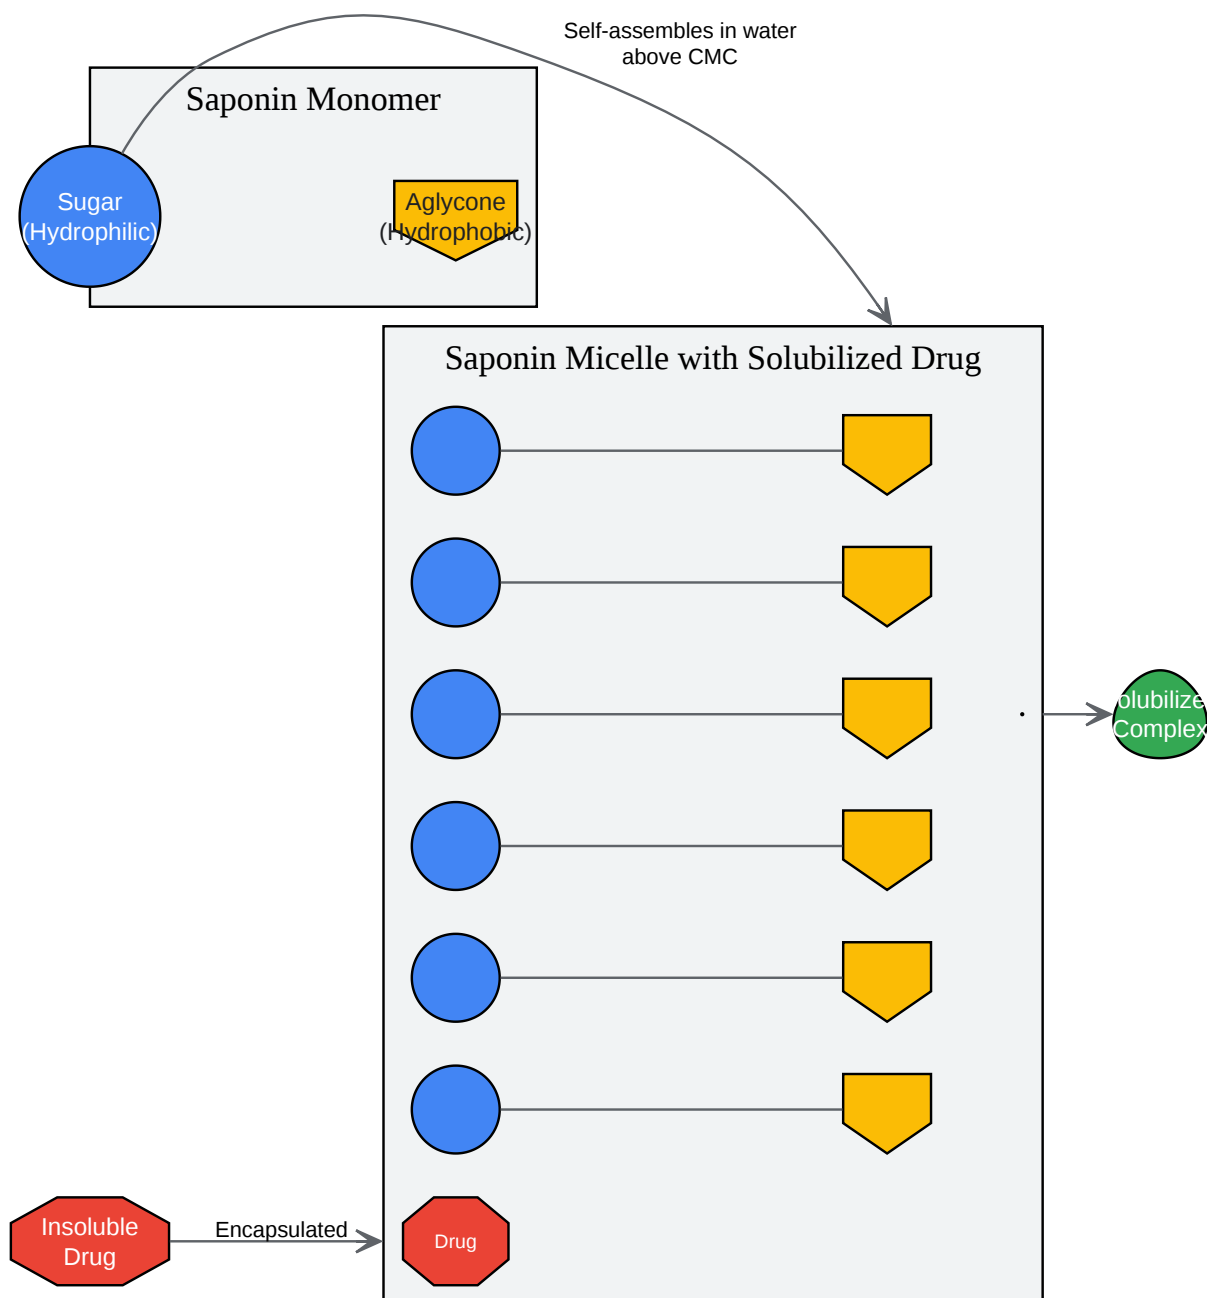 Self-assembles in water
above CMC
Saponin Monomer
Sugar
(Hydrophilic)
Aglycone
(Hydrophobic)
Saponin Micelle with Solubilized Drug
olubilize
Complex
Insoluble
Drug
Encapsulated
Drug